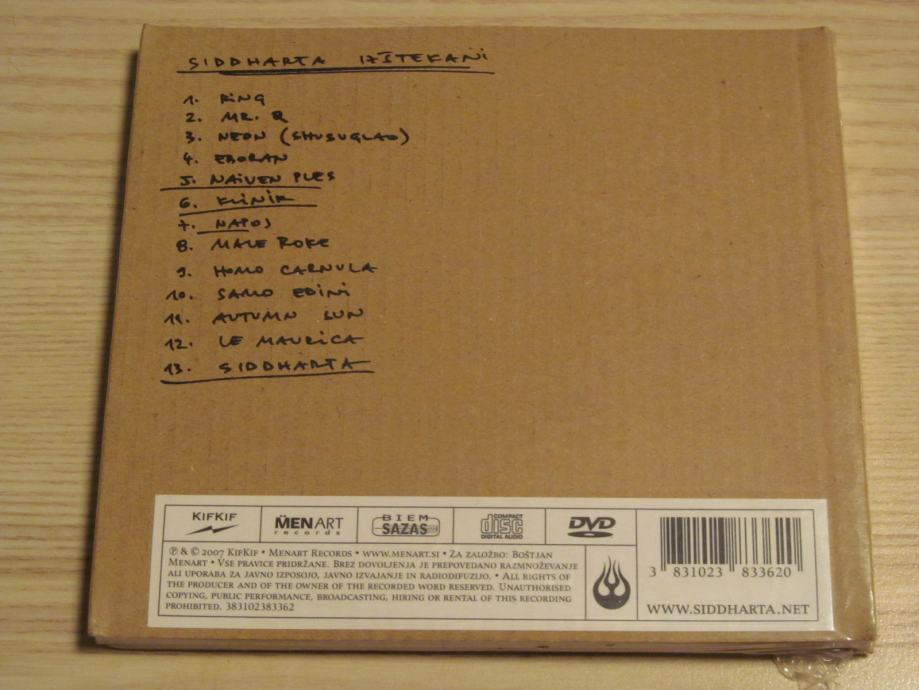 SIDDHARTA IZŠTEKANI
1. RING
2. MR. Q
3. NEON (SHUSUGLAO)
4. EBORAN
5. NAIVEN PLES
6. KLINIK
7. NAPOJ
8. MALE ROKE
9. HOMO CARNULA
10. SAMO EDINI
11. AUTUMN SUN
12. LE MAVRICA
13. SIDDHARTA
KIFKIF
MENART
records
BIEM
SAZAS
COMPACT
disc
DIGITAL AUDIO
DVD
℗ & © 2007 KIFKIF • MENART RECORDS • WWW.MENART.SI • ZA ZALOŽBO: BOŠTJAN
MENART • VSE PRAVICE PRIDRŽANE. BREZ DOVOLJENJA JE PREPOVEDANO RAZMNOŽEVANJE
ALI UPORABA ZA JAVNO IZPOSOJO, JAVNO IZVAJANJE IN RADIODIFUZIJO. • ALL RIGHTS OF
THE PRODUCER AND OF THE OWNER OF THE RECORDED WORD RESERVED. UNAUTHORISED
COPYING, PUBLIC PERFORMANCE, BROADCASTING, HIRING OR RENTAL OF THIS RECORDING
PROHIBITED. 383102383362
3 831023 833620
WWW.SIDDHARTA.NET